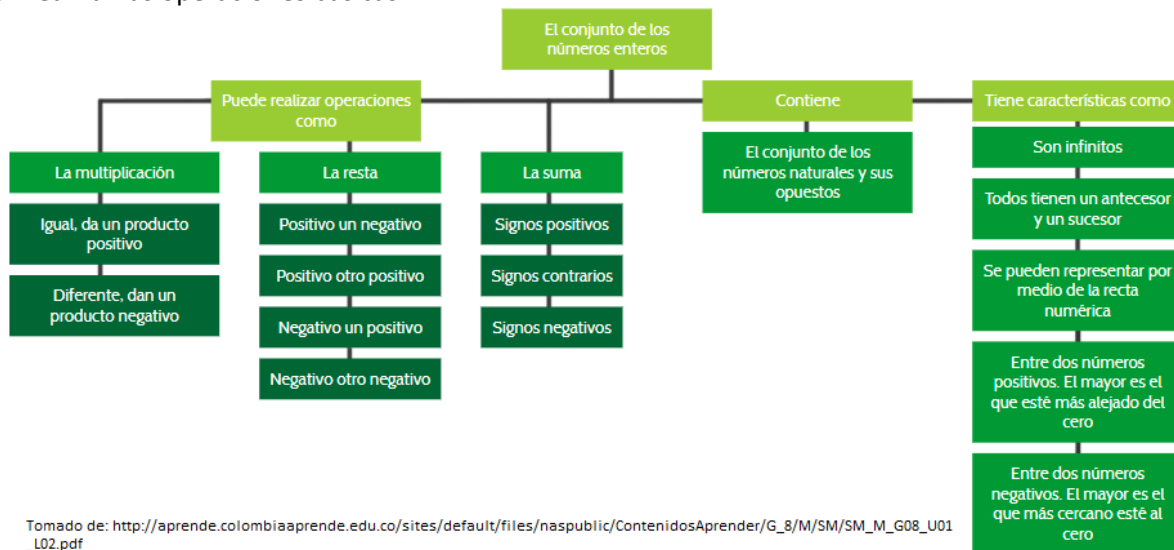 El conjunto de los
números enteros
Puede realizar operaciones
como
Contiene
Tiene características como
La multiplicación
Igual, da un producto
positivo
Diferente, dan un
producto negativo
La resta
Positivo un negativo
Positivo otro positivo
Negativo un positivo
Negativo otro negativo
La suma
Signos positivos
Signos contrarios
Signos negativos
El conjunto de los
números naturales y sus
opuestos
Son infinitos
Todos tienen un antecesor
y un sucesor
Se pueden representar por
medio de la recta
numérica
Entre dos números
positivos. El mayor es el
que esté más alejado del
cero
Entre dos números
negativos. El mayor es el
que más cercano esté al
cero
Tomado de: http://aprende.colombiaaprende.edu.co/sites/default/files/naspublic/ContenidosAprender/G_8/M/SM/SM_M_G08_U01
_L02.pdf